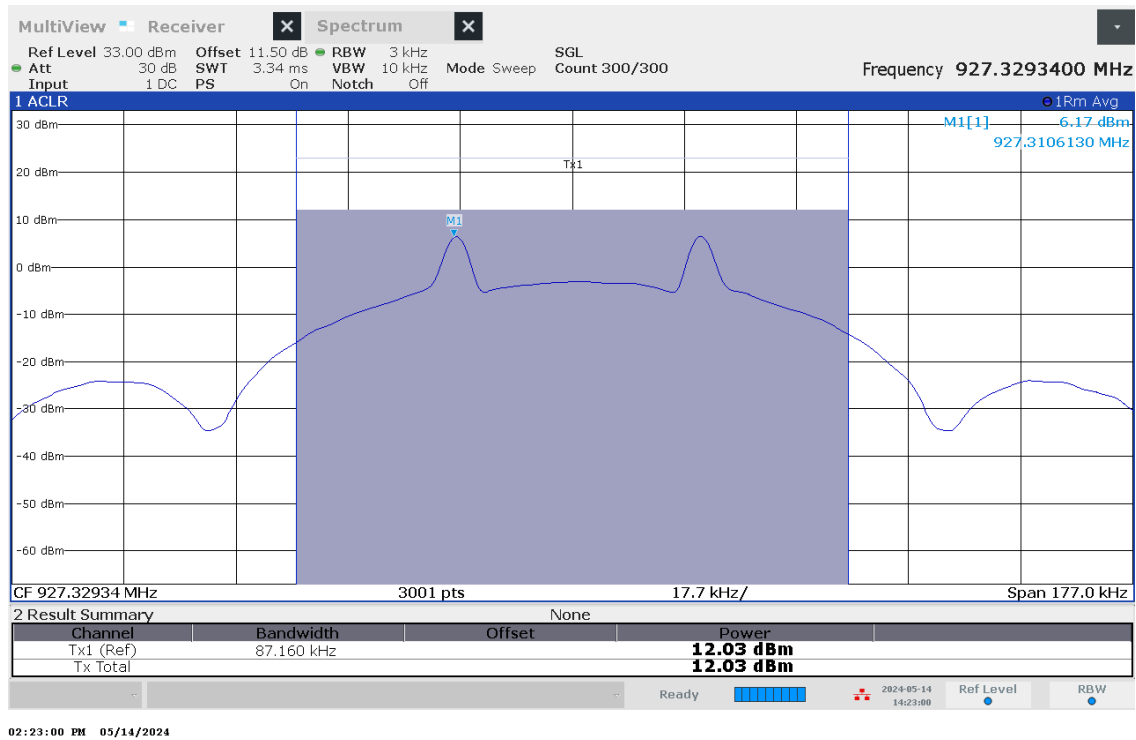 MultiView Receiver X Spectrum X
Ref Level 33.00 dBm Offset 11.50 dB RBW 3 kHz SGL
Att 30 dB SWT 3.34 ms VBW 10 kHz Mode Sweep Count 300/300 Frequency 927.3293400 MHz
Input 1 DC PS On Notch Off
1 ACLR 1Rm Avg
30 dBm M1[1] 6.17 dBm
927.3106130 MHz
Tx1
20 dBm
10 dBm
M1
0 dBm
-10 dBm
-20 dBm
-30 dBm
-40 dBm
-50 dBm
-60 dBm
CF 927.32934 MHz 3001 pts 17.7 kHz/ Span 177.0 kHz
2 Result Summary None
Channel Bandwidth Offset Power
Tx1 (Ref) 87.160 kHz 12.03 dBm
Tx Total 12.03 dBm
Ready 2024-05-14 Ref Level RBW
14:23:00
02:23:00 PM 05/14/2024